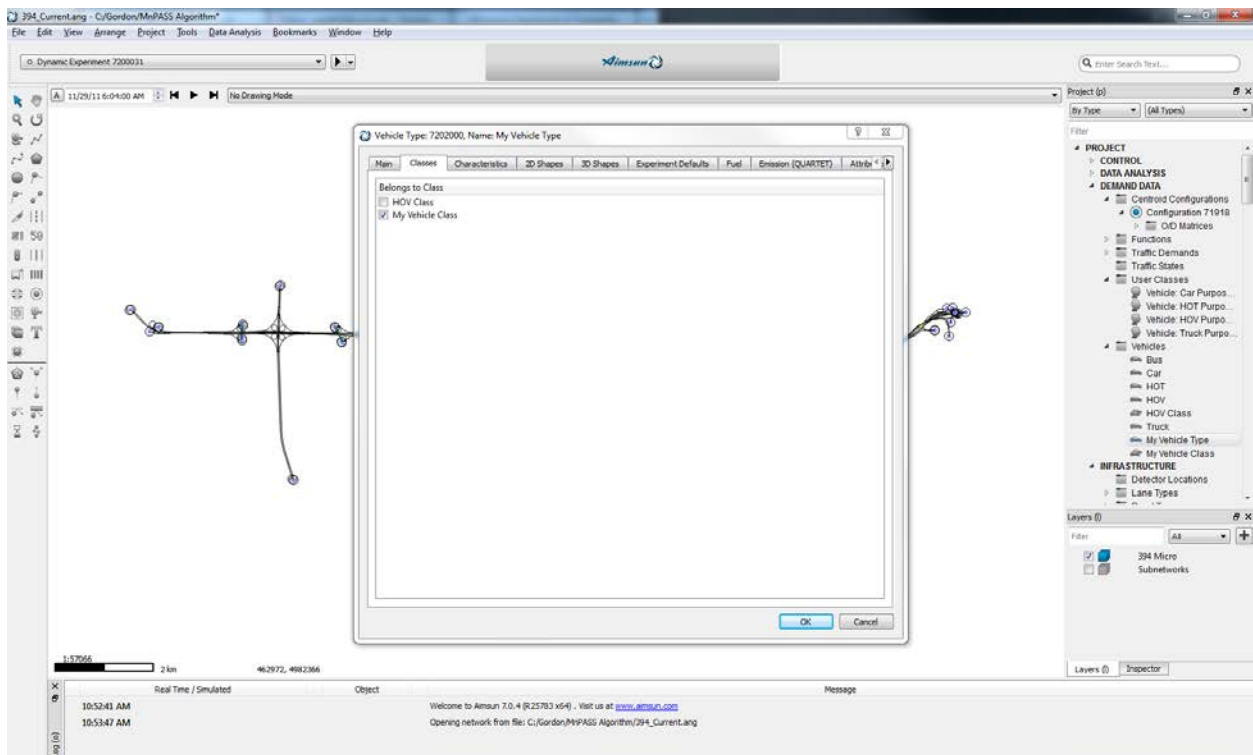 394_Current.ang - C:/Gordon/MnPASS Algorithm*
File Edit View Arrange Project Tools Data Analysis Bookmarks Window Help
Dynamic Experiment 7200031
Aimsun
Enter Search Text...
A 11/29/11 6:04:00 AM No Drawing Mode
Project (p)
By Type (All Types)
Filter
PROJECT
CONTROL
DATA ANALYSIS
DEMAND DATA
Centroid Configurations
Configuration 71918
O/D Matrices
Functions
Traffic Demands
Traffic States
User Classes
Vehicle: Car Purpos...
Vehicle: HOT Purpo...
Vehicle: HOV Purpo...
Vehicle: Truck Purpo...
Vehicles
Bus
Car
HOT
HOV
HOV Class
Truck
My Vehicle Type
My Vehicle Class
INFRASTRUCTURE
Detector Locations
Lane Types
Vehicle Type: 7202000, Name: My Vehicle Type
Main Classes Characteristics 2D Shapes 3D Shapes Experiment Defaults Fuel Emission (QUARTET) Attrib
Belongs to Class
HOV Class
My Vehicle Class
OK Cancel
Layers (l)
Filter All
394 Micro
Subnetworks
Layers (l) Inspector
1:57066
2 km 462972, 4982366
Real Time / Simulated Object Message
10:52:41 AM Welcome to Aimsun 7.0.4 (R25783 x64) . Visit us at www.aimsun.com
10:53:47 AM Opening network from file: C:/Gordon/MnPASS Algorithm/394_Current.ang